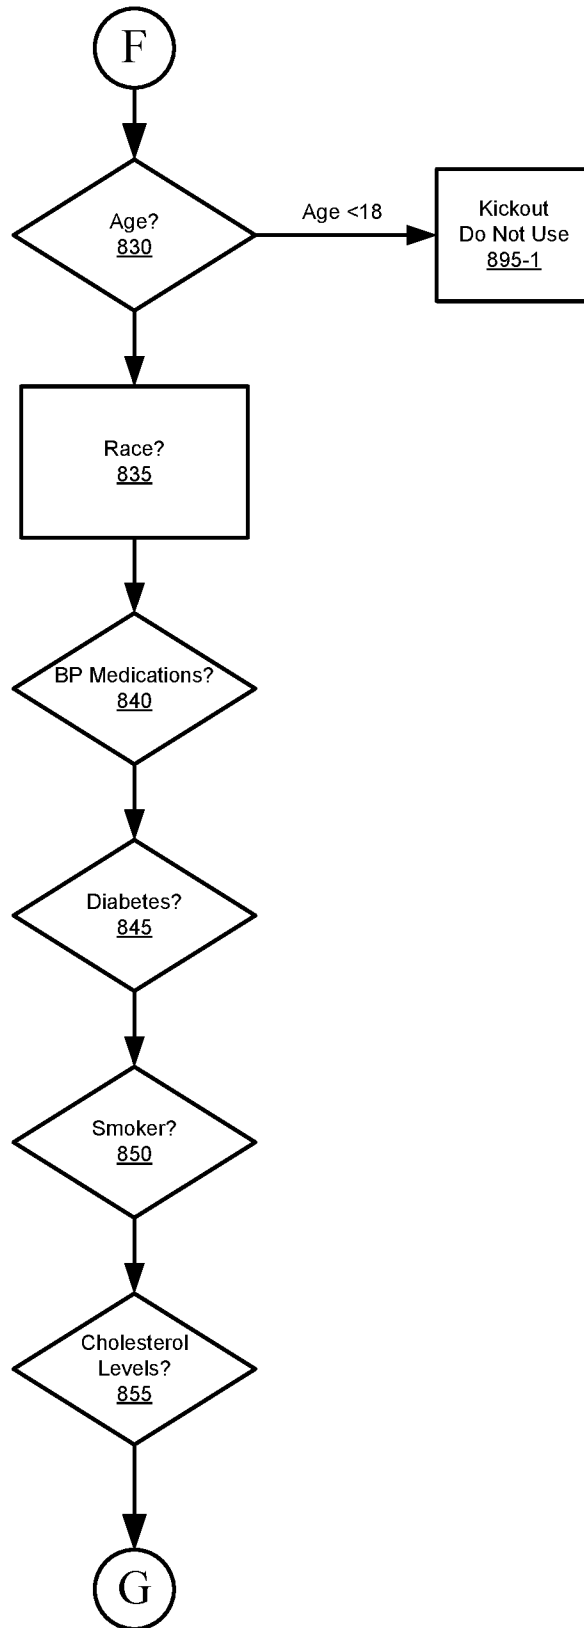 F
Age?
830
Age <18
Kickout
Do Not Use
895-1
Race?
835
BP Medications?
840
Diabetes?
845
Smoker?
850
Cholesterol
Levels?
855
G